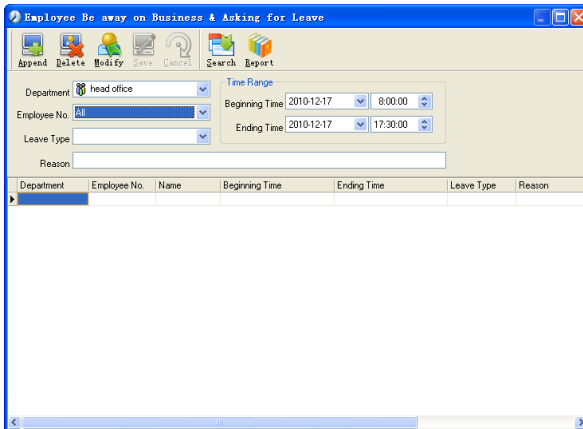 Employee Be away on Business & Asking for Leave
Append Delete Modify Save Cancel Search Report
Department head office
Employee No. All
Leave Type
Reason
Time Range
Beginning Time 2010-12-17 8:00:00
Ending Time 2010-12-17 17:30:00
Department Employee No. Name Beginning Time Ending Time Leave Type Reason